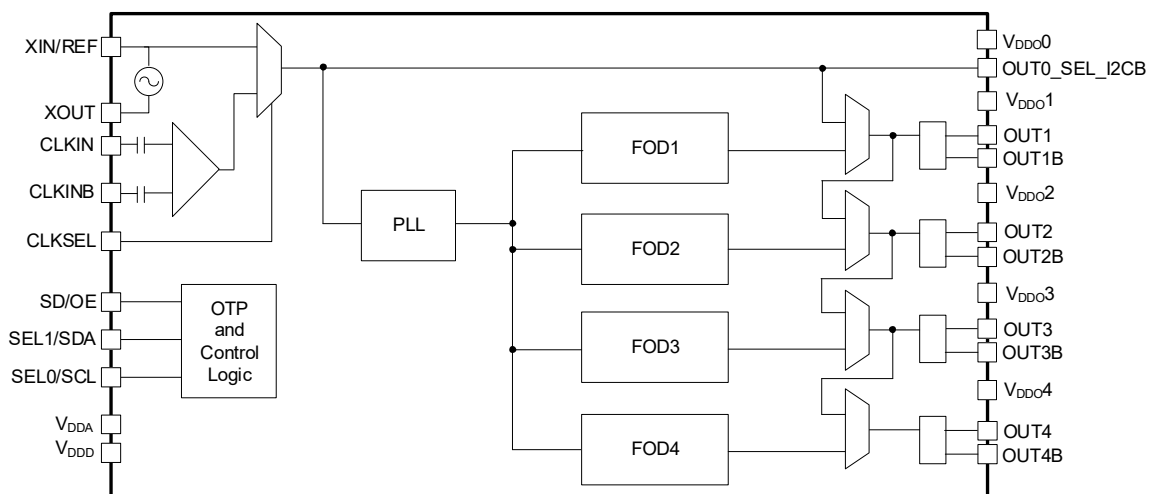 XIN/REF
XOUT
CLKIN
CLKINB
CLKSEL
SD/OE
SEL1/SDA
SEL0/SCL
VDDA
VDDD
OTP
and
Control
Logic
PLL
FOD1
FOD2
FOD3
FOD4
VDDO0
OUT0_SEL_I2CB
VDDO1
OUT1
OUT1B
VDDO2
OUT2
OUT2B
VDDO3
OUT3
OUT3B
VDDO4
OUT4
OUT4B